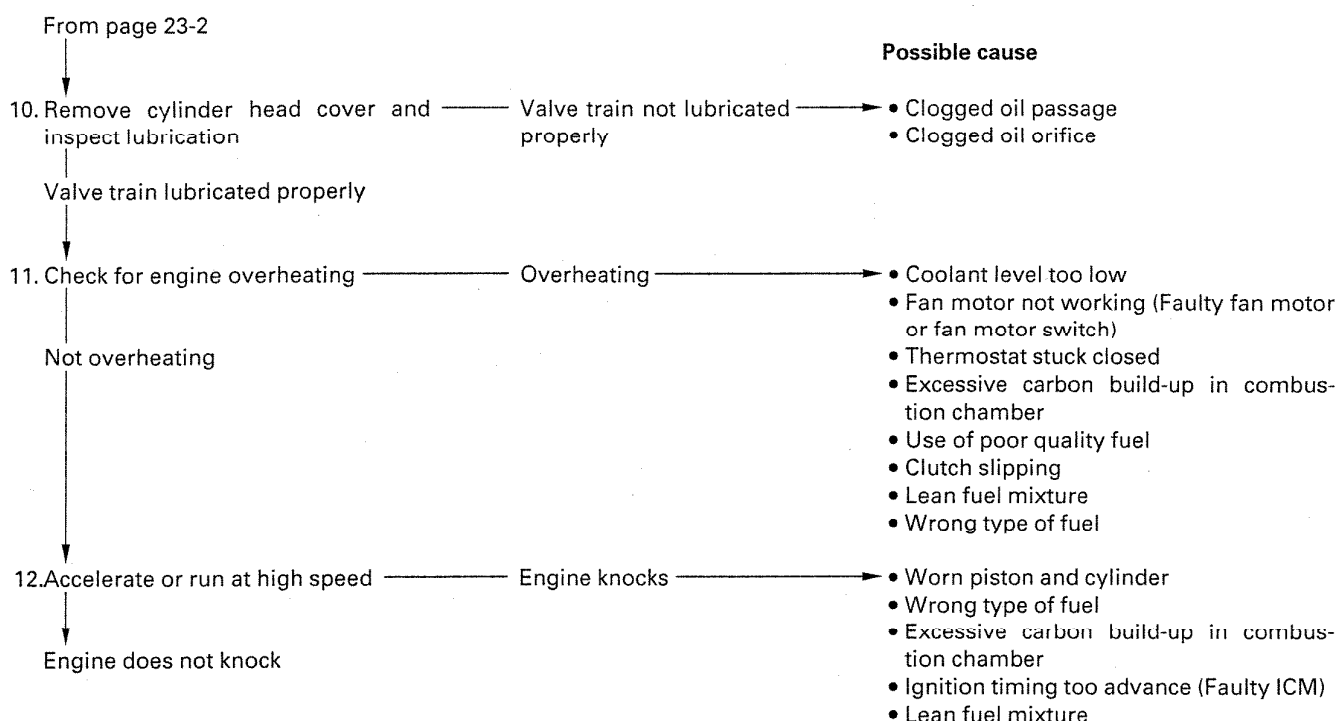 From page 23-2
Possible cause
10. Remove cylinder head cover and
inspect lubrication
Valve train not lubricated
properly
• Clogged oil passage
• Clogged oil orifice
Valve train lubricated properly
11. Check for engine overheating
Overheating
• Coolant level too low
• Fan motor not working (Faulty fan motor
or fan motor switch)
• Thermostat stuck closed
• Excessive carbon build-up in combus-
tion chamber
• Use of poor quality fuel
• Clutch slipping
• Lean fuel mixture
• Wrong type of fuel
Not overheating
12.Accelerate or run at high speed
Engine knocks
• Worn piston and cylinder
• Wrong type of fuel
• Excessive carbon build-up in combus-
tion chamber
• Ignition timing too advance (Faulty ICM)
• Lean fuel mixture
Engine does not knock